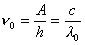 ν₀ = A/h = c/λ₀